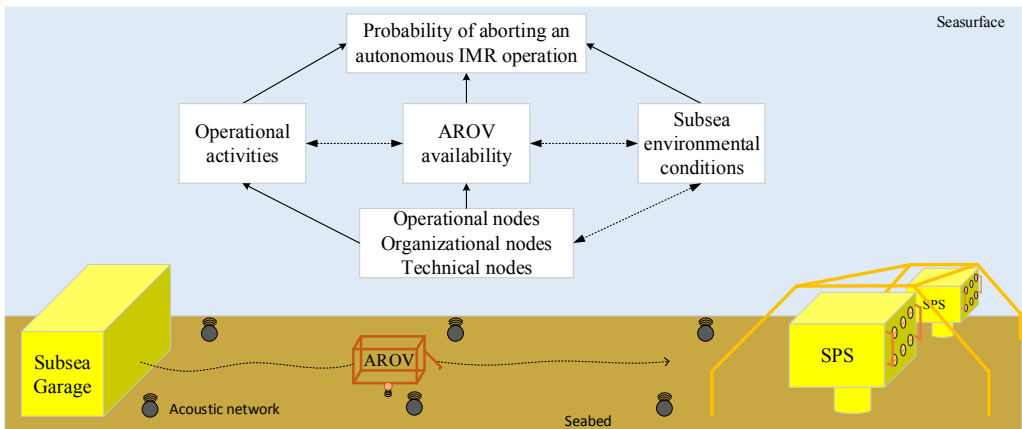 Seasurface
Probability of aborting an
autonomous IMR operation
Operational
activities
AROV
availability
Subsea
environmental
conditions
Operational nodes
Organizational nodes
Technical nodes
SPS
SPS
Subsea
Garage
AROV
Acoustic network
Seabed